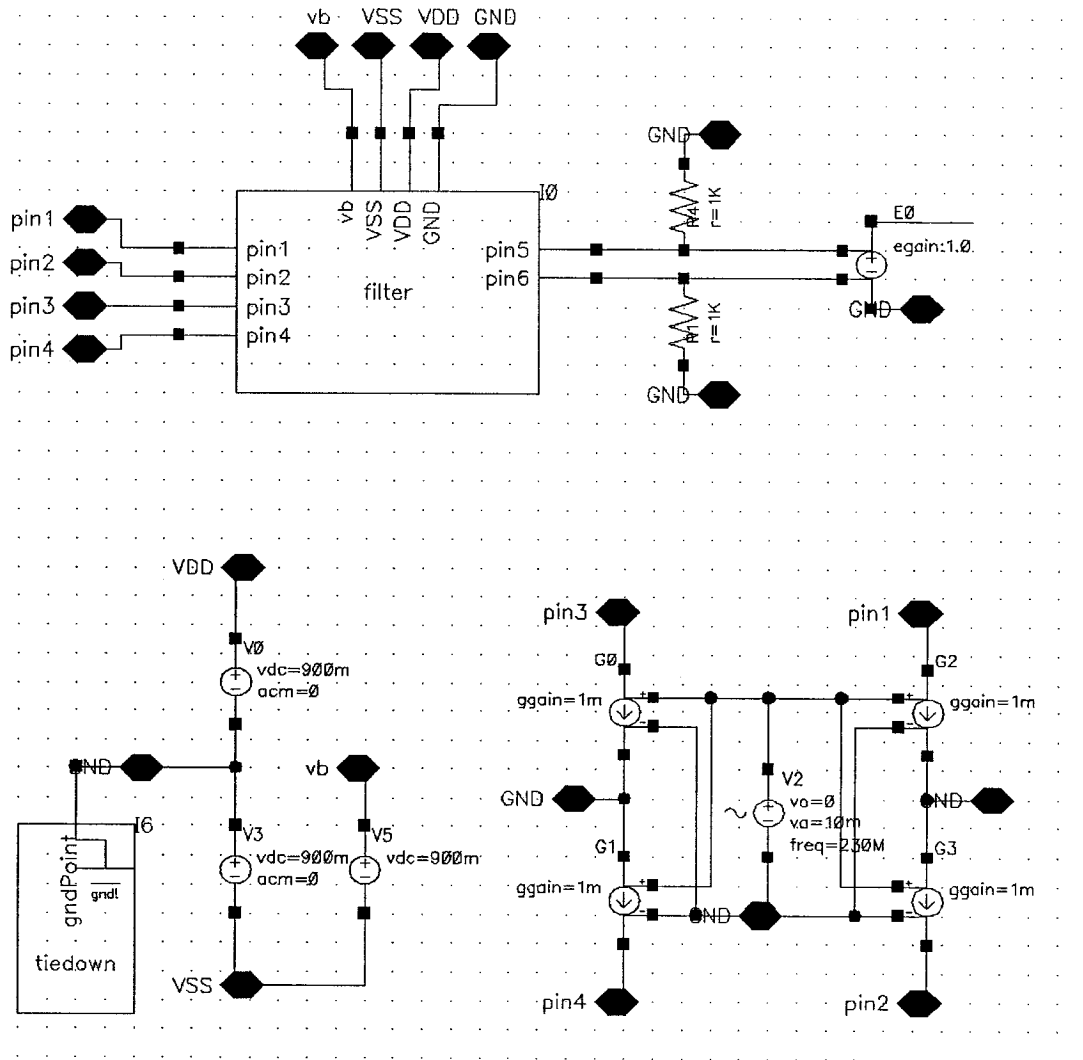 vb VSS VDD GND
GND
I0
R4
r=1K
E0
egain:1.0
pin1
pin2
pin3
pin4
vb
VSS
VDD
GND
pin1
pin2
pin3
pin4
filter
pin5
pin6
GND
R1
r=1K
GND
VDD
V0
vdc=900m
acm=0
GND
vb
I6
gndPoint
gnd!
tiedown
V3
vdc=900m
acm=0
V5
vdc=900m
VSS
pin3
pin1
G0
ggain=1m
G2
ggain=1m
V2
vo=0
va=10m
freq=230M
GND
GND
G1
ggain=1m
G3
ggain=1m
GND
pin4
pin2